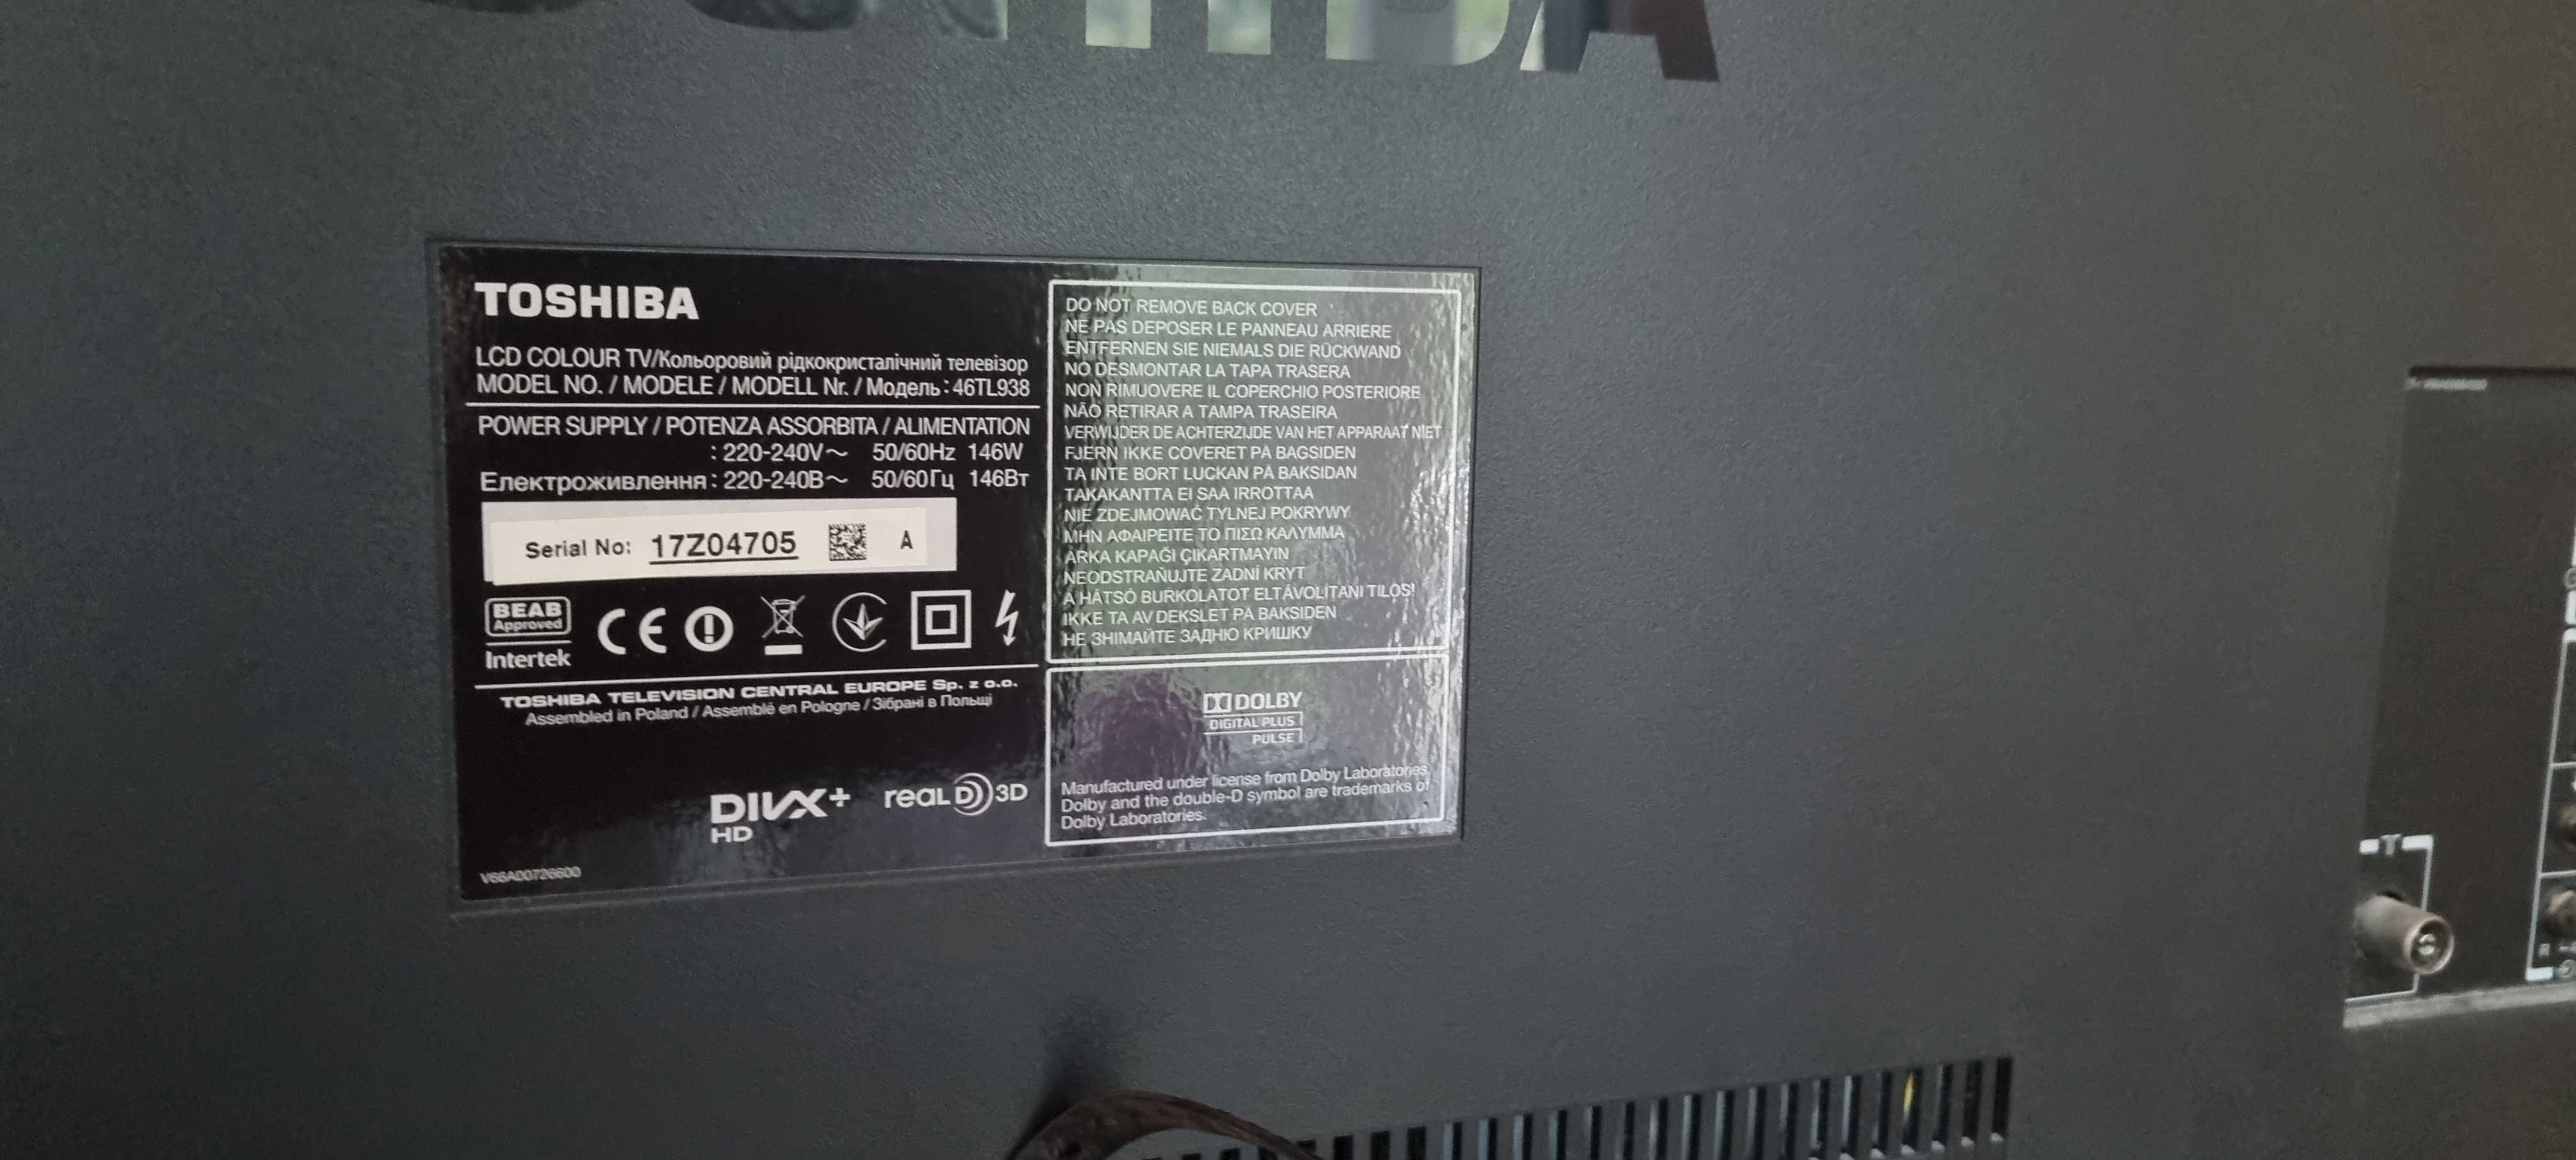 TOSHIBA
LCD COLOUR TV/Кольоровий рідкокристалічний телевізор
MODEL NO. / MODELE / MODELL Nr. / Модель : 46TL938
POWER SUPPLY / POTENZA ASSORBITA / ALIMENTATION
: 220-240V～ 50/60Hz 146W
Електроживлення : 220-240В～ 50/60Гц 146Вт
Serial No: 17Z04705 A
BEAB
Approved
Intertek
CE
TOSHIBA TELEVISION CENTRAL EUROPE Sp. z o.o.
Assembled in Poland / Assemblé en Pologne / Зібрані в Польщі
DIVX+
HD
REAL D 3D
V66A00726600
DO NOT REMOVE BACK COVER
NE PAS DEPOSER LE PANNEAU ARRIERE
ENTFERNEN SIE NIEMALS DIE RÜCKWAND
NO DESMONTAR LA TAPA TRASERA
NON RIMUOVERE IL COPERCHIO POSTERIORE
NÃO RETIRAR A TAMPA TRASEIRA
VERWIJDER DE ACHTERZIJDE VAN HET APPARAAT NIET
FJERN IKKE COVERET PÅ BAGSIDEN
TA INTE BORT LUCKAN PÅ BAKSIDAN
TAKAKANTTA EI SAA IRROTTAA
NIE ZDEJMOWAĆ TYLNEJ POKRYWY
ΜΗΝ ΑΦΑΙΡΕΙΤΕ ΤΟ ΠΙΣΩ ΚΑΛΥΜΜΑ
ARKA KAPAĞI ÇIKARTMAYIN
NEODSTRAŇUJTE ZADNÍ KRYT
A HÁTSÓ BURKOLATOT ELTÁVOLÍTANI TILOS!
IKKE TA AV DEKSLET PÅ BAKSIDEN
НЕ ЗНІМАЙТЕ ЗАДНЮ КРИШКУ
DOLBY
DIGITAL PLUS
PULSE
Manufactured under license from Dolby Laboratories.
Dolby and the double-D symbol are trademarks of
Dolby Laboratories.